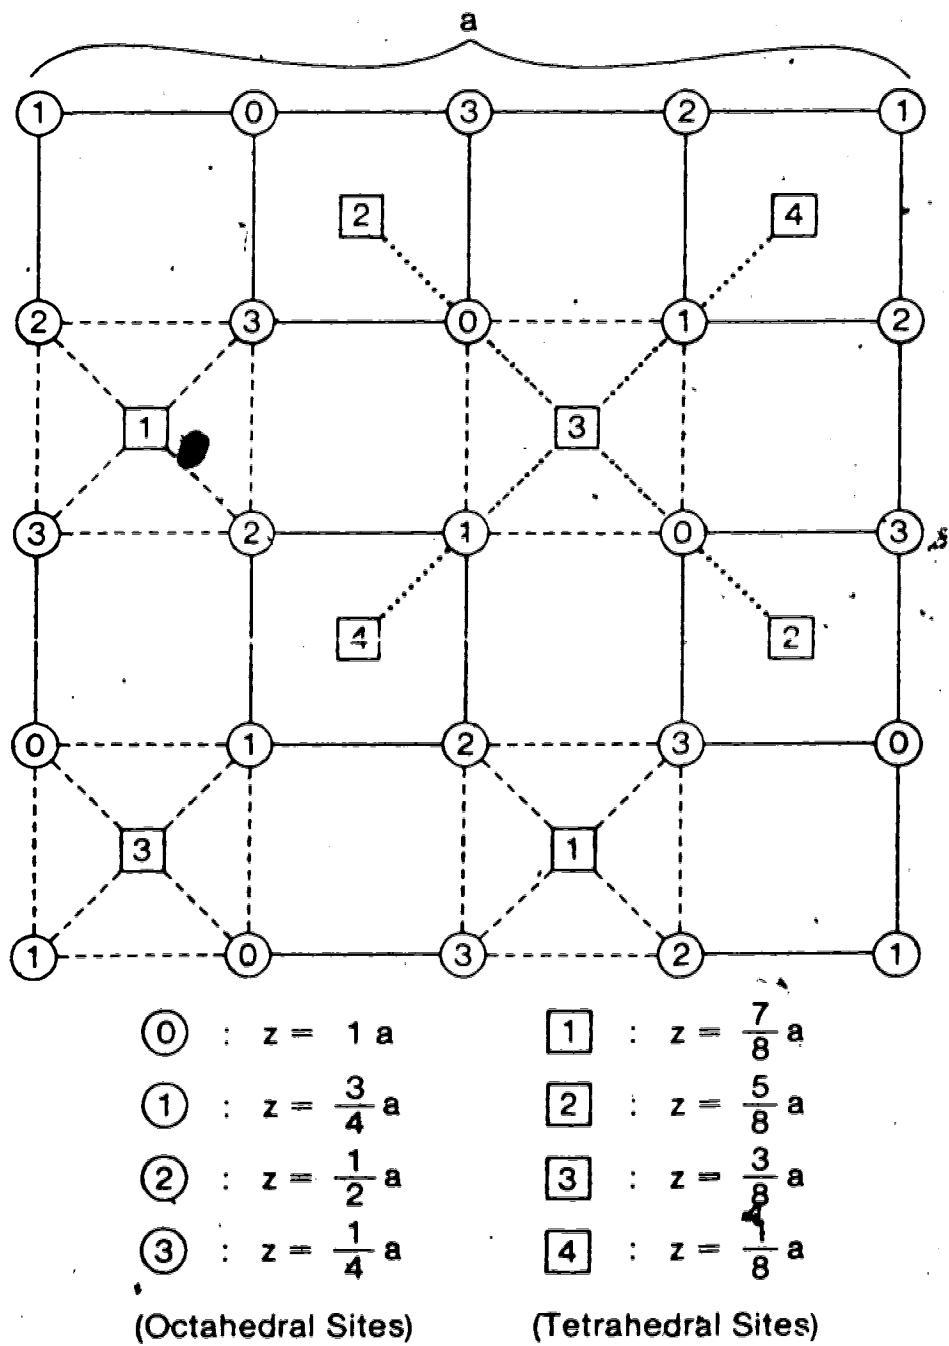 a
1 0 3 2 1
2 4
2 3 0 1 2
1 3
3 2 1 0 3
4 2
0 1 2 3 0
3 1
1 0 3 2 1
0 : z = 1 a
1 : z = 3/4 a
2 : z = 1/2 a
3 : z = 1/4 a
(Octahedral Sites)
1 : z = 7/8 a
2 : z = 5/8 a
3 : z = 3/8 a
4 : z = 1/8 a
(Tetrahedral Sites)